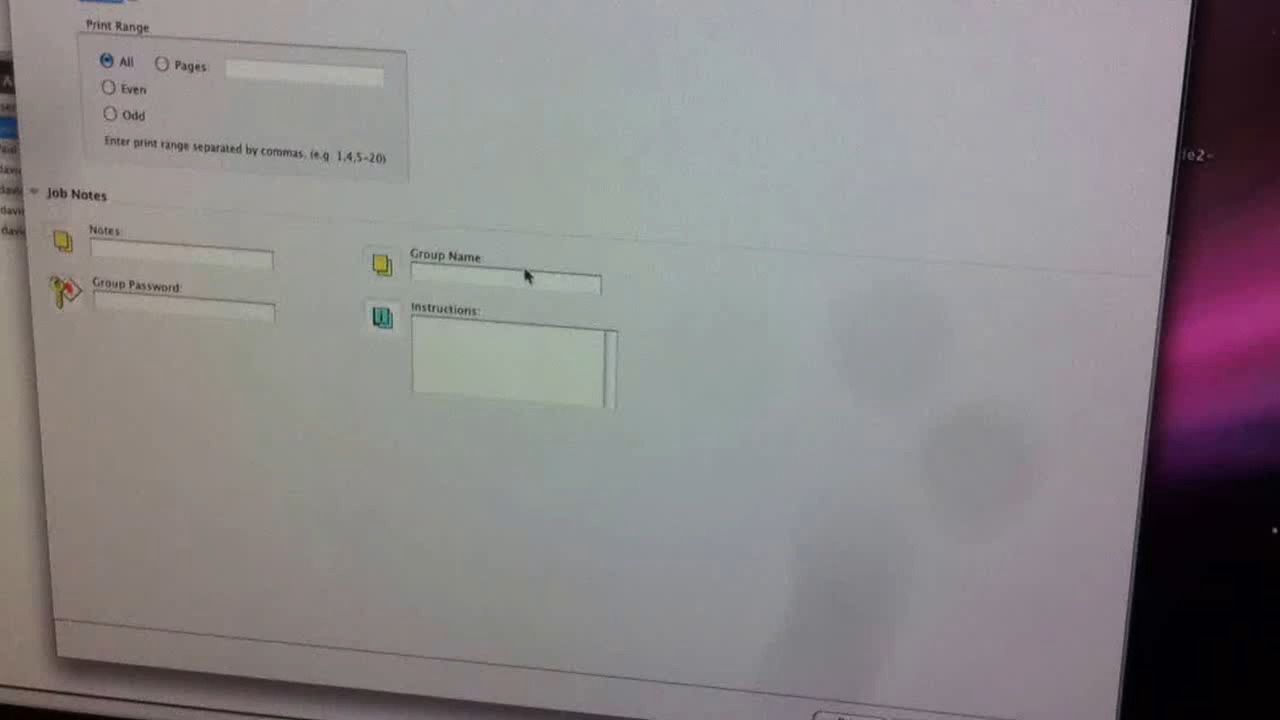 Print Range
All Pages:
Even
Odd
Enter print range separated by commas, (e.g. 1,4,5-20)
Job Notes
Notes:
Group Name
Group Password:
Instructions: